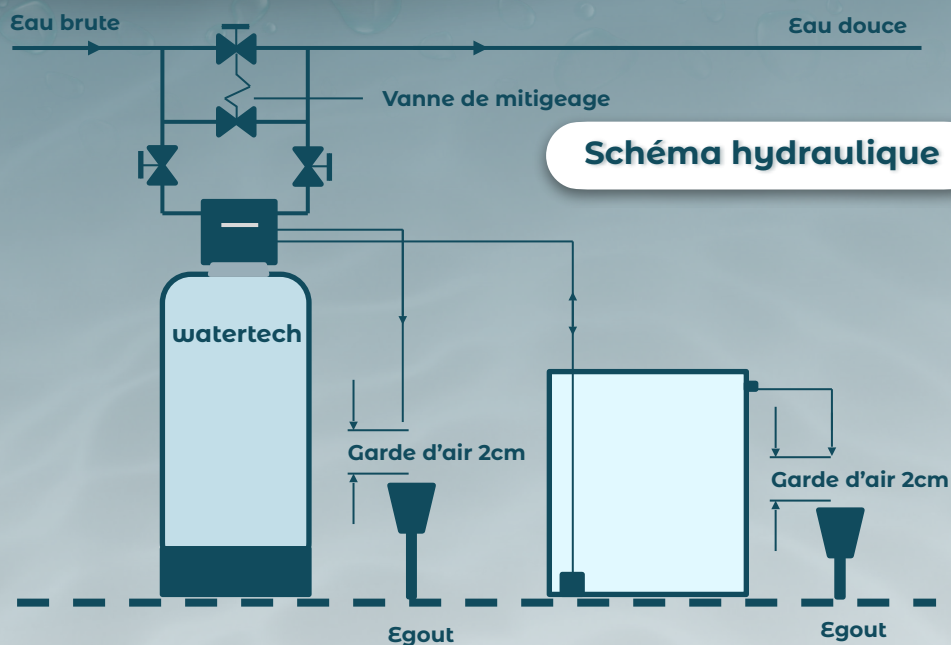 Eau brute
Eau douce
Vanne de mitigeage
Schéma hydraulique
watertech
Garde d'air 2cm
Garde d'air 2cm
Egout
Egout